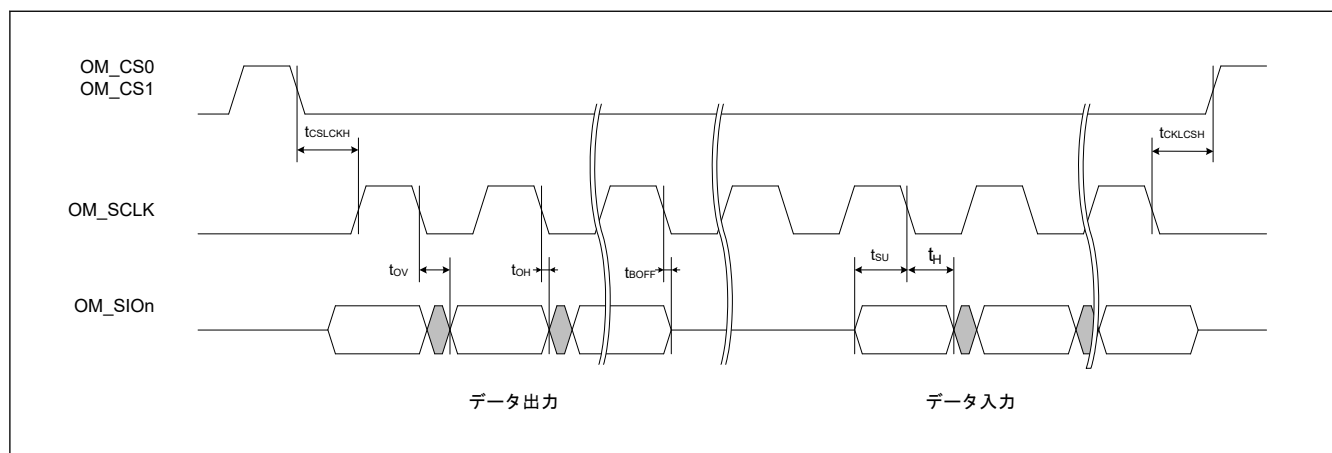 OM_CS0
OM_CS1
tCSLCKH
tCKLCSH
OM_SCLK
tOV
tOH
tBOFF
tSU
tH
OM_SIOn
データ出力
データ入力